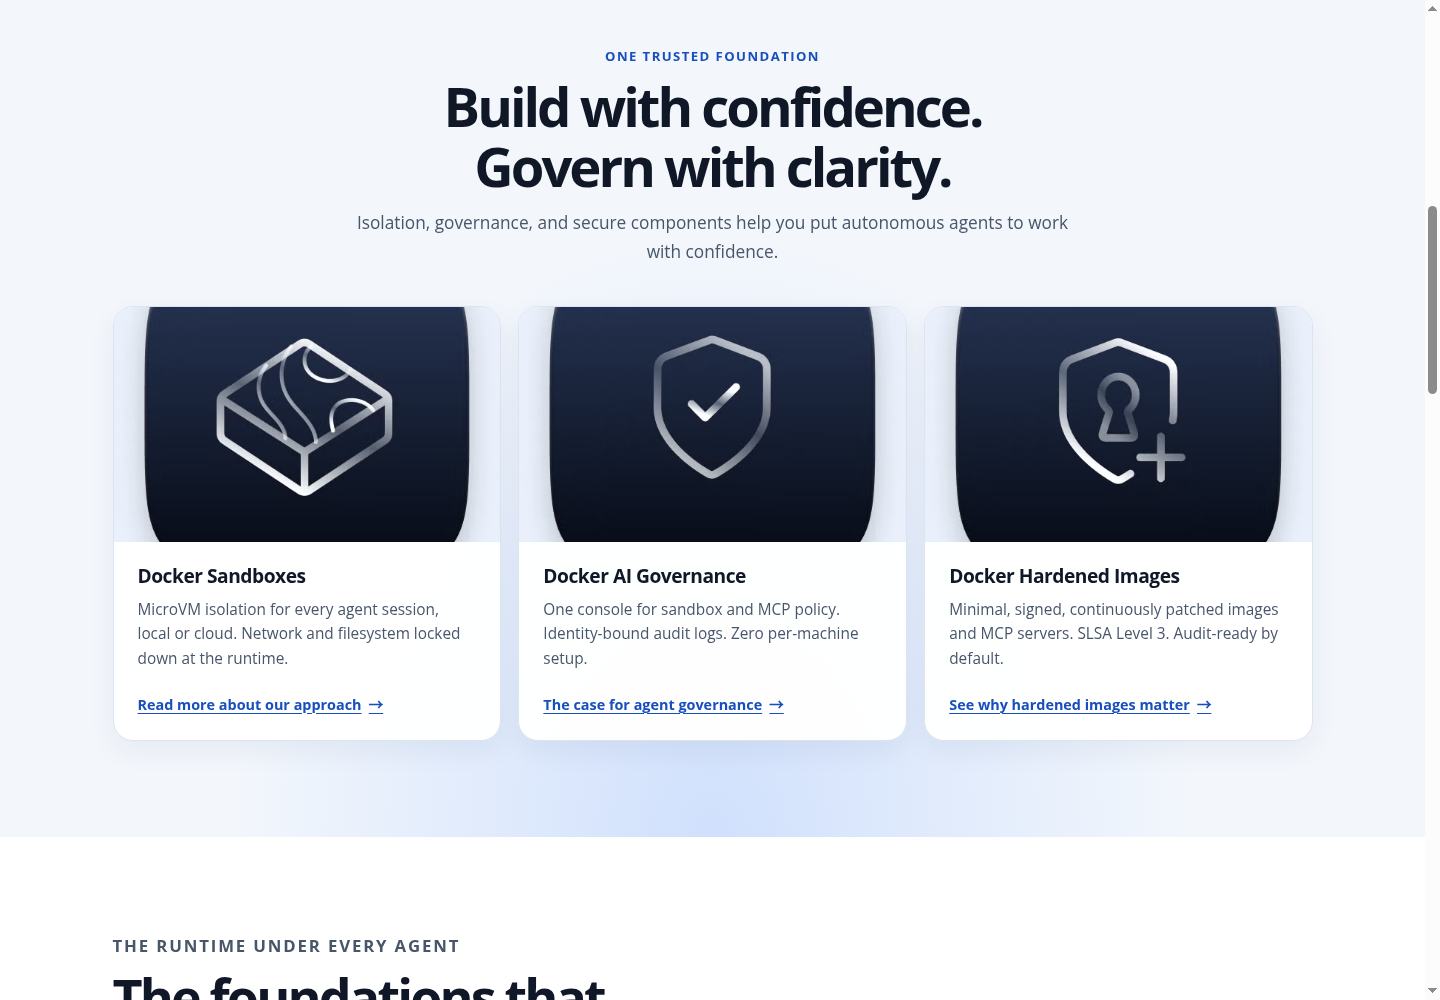 ONE TRUSTED FOUNDATION
Build with confidence.
Govern with clarity.
Isolation, governance, and secure components help you put autonomous agents to work
with confidence.
Docker Sandboxes
MicroVM isolation for every agent session,
local or cloud. Network and filesystem locked
down at the runtime.
Read more about our approach →
Docker AI Governance
One console for sandbox and MCP policy.
Identity-bound audit logs. Zero per-machine
setup.
The case for agent governance →
Docker Hardened Images
Minimal, signed, continuously patched images
and MCP servers. SLSA Level 3. Audit-ready by
default.
See why hardened images matter →
THE RUNTIME UNDER EVERY AGENT
The foundations that